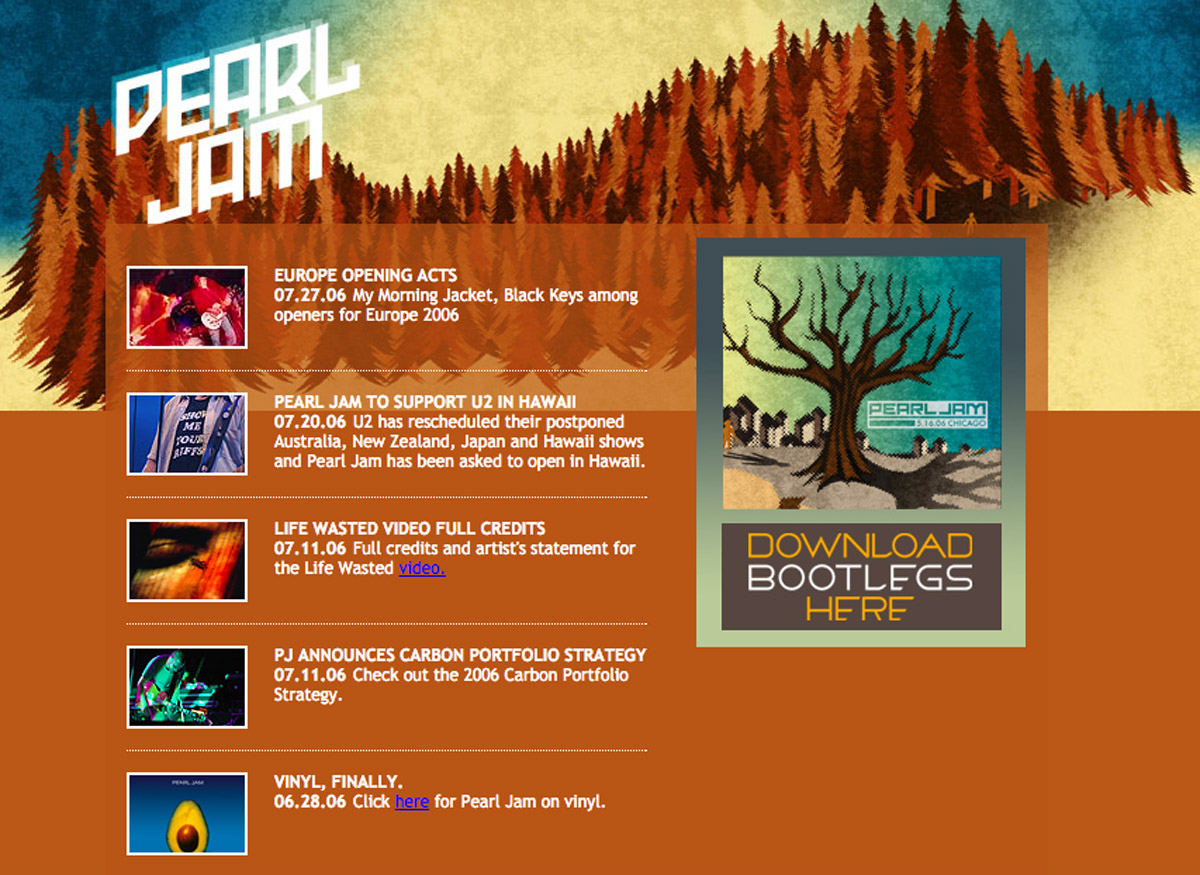 PEARL
JAM
EUROPE OPENING ACTS
07.27.06 My Morning Jacket, Black Keys among
openers for Europe 2006
SHOW
ME
YOUR
RIFFS
PEARL JAM TO SUPPORT U2 IN HAWAII
07.20.06 U2 has rescheduled their postponed
Australia, New Zealand, Japan and Hawaii shows
and Pearl Jam has been asked to open in Hawaii.
LIFE WASTED VIDEO FULL CREDITS
07.11.06 Full credits and artist's statement for
the Life Wasted video.
PJ ANNOUNCES CARBON PORTFOLIO STRATEGY
07.11.06 Check out the 2006 Carbon Portfolio
Strategy.
PEARL JAM
VINYL, FINALLY.
06.28.06 Click here for Pearl Jam on vinyl.
PEARL JAM
5.16.06 CHICAGO
DOWNLOAD
BOOTLEGS
HERE